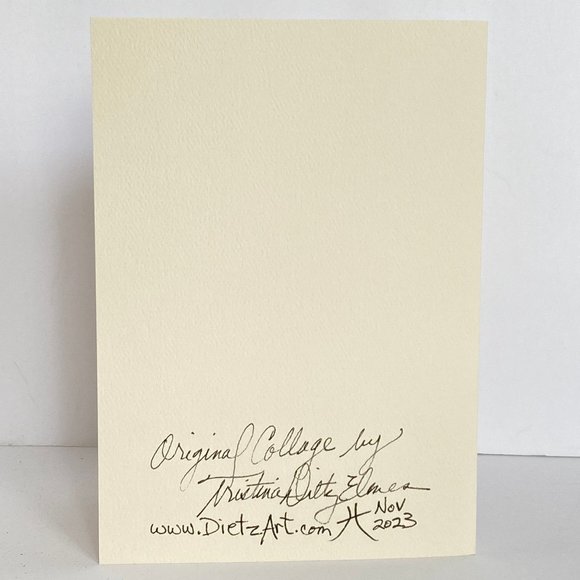 Original Collage by
Tristina Dietz Elmes
www.DietzArt.com Nov
2023